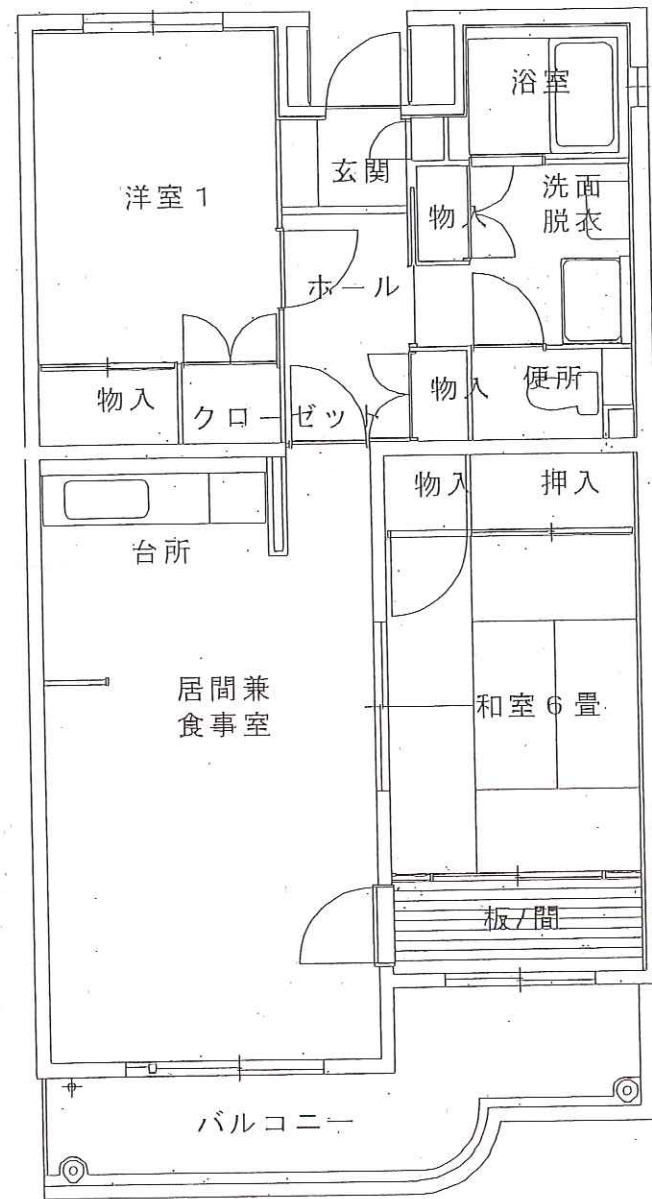 浴室
玄関
洋室1
洗面
脱衣
物入
ホール
物入
クローゼット
物入
便所
物入
押入
台所
居間兼
食事室
和室6畳
板ノ間
バルコニー